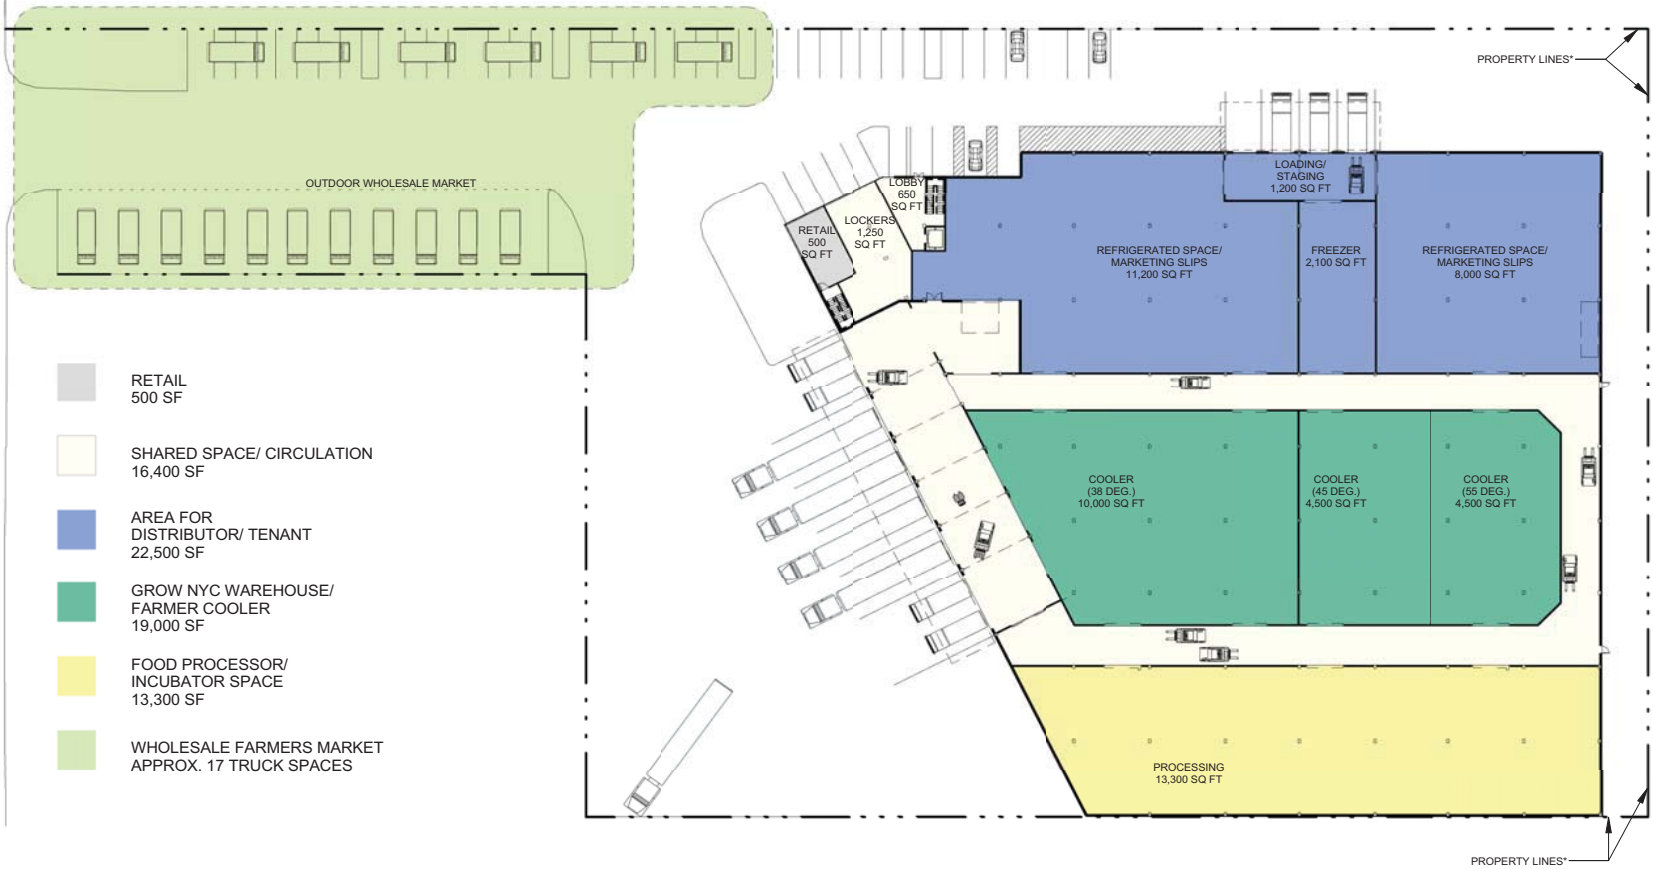 PROPERTY LINES*
OUTDOOR WHOLESALE MARKET
LOBBY
650
SQ FT
LOCKERS
1,250
SQ FT
RETAIL
500
SQ FT
LOADING/
STAGING
1,200 SQ FT
REFRIGERATED SPACE/
MARKETING SLIPS
11,200 SQ FT
FREEZER
2,100 SQ FT
REFRIGERATED SPACE/
MARKETING SLIPS
8,000 SQ FT
RETAIL
500 SF
SHARED SPACE/ CIRCULATION
16,400 SF
AREA FOR
DISTRIBUTOR/ TENANT
22,500 SF
GROW NYC WAREHOUSE/
FARMER COOLER
19,000 SF
FOOD PROCESSOR/
INCUBATOR SPACE
13,300 SF
WHOLESALE FARMERS MARKET
APPROX. 17 TRUCK SPACES
COOLER
(38 DEG.)
10,000 SQ FT
COOLER
(45 DEG.)
4,500 SQ FT
COOLER
(55 DEG.)
4,500 SQ FT
PROCESSING
13,300 SQ FT
PROPERTY LINES*